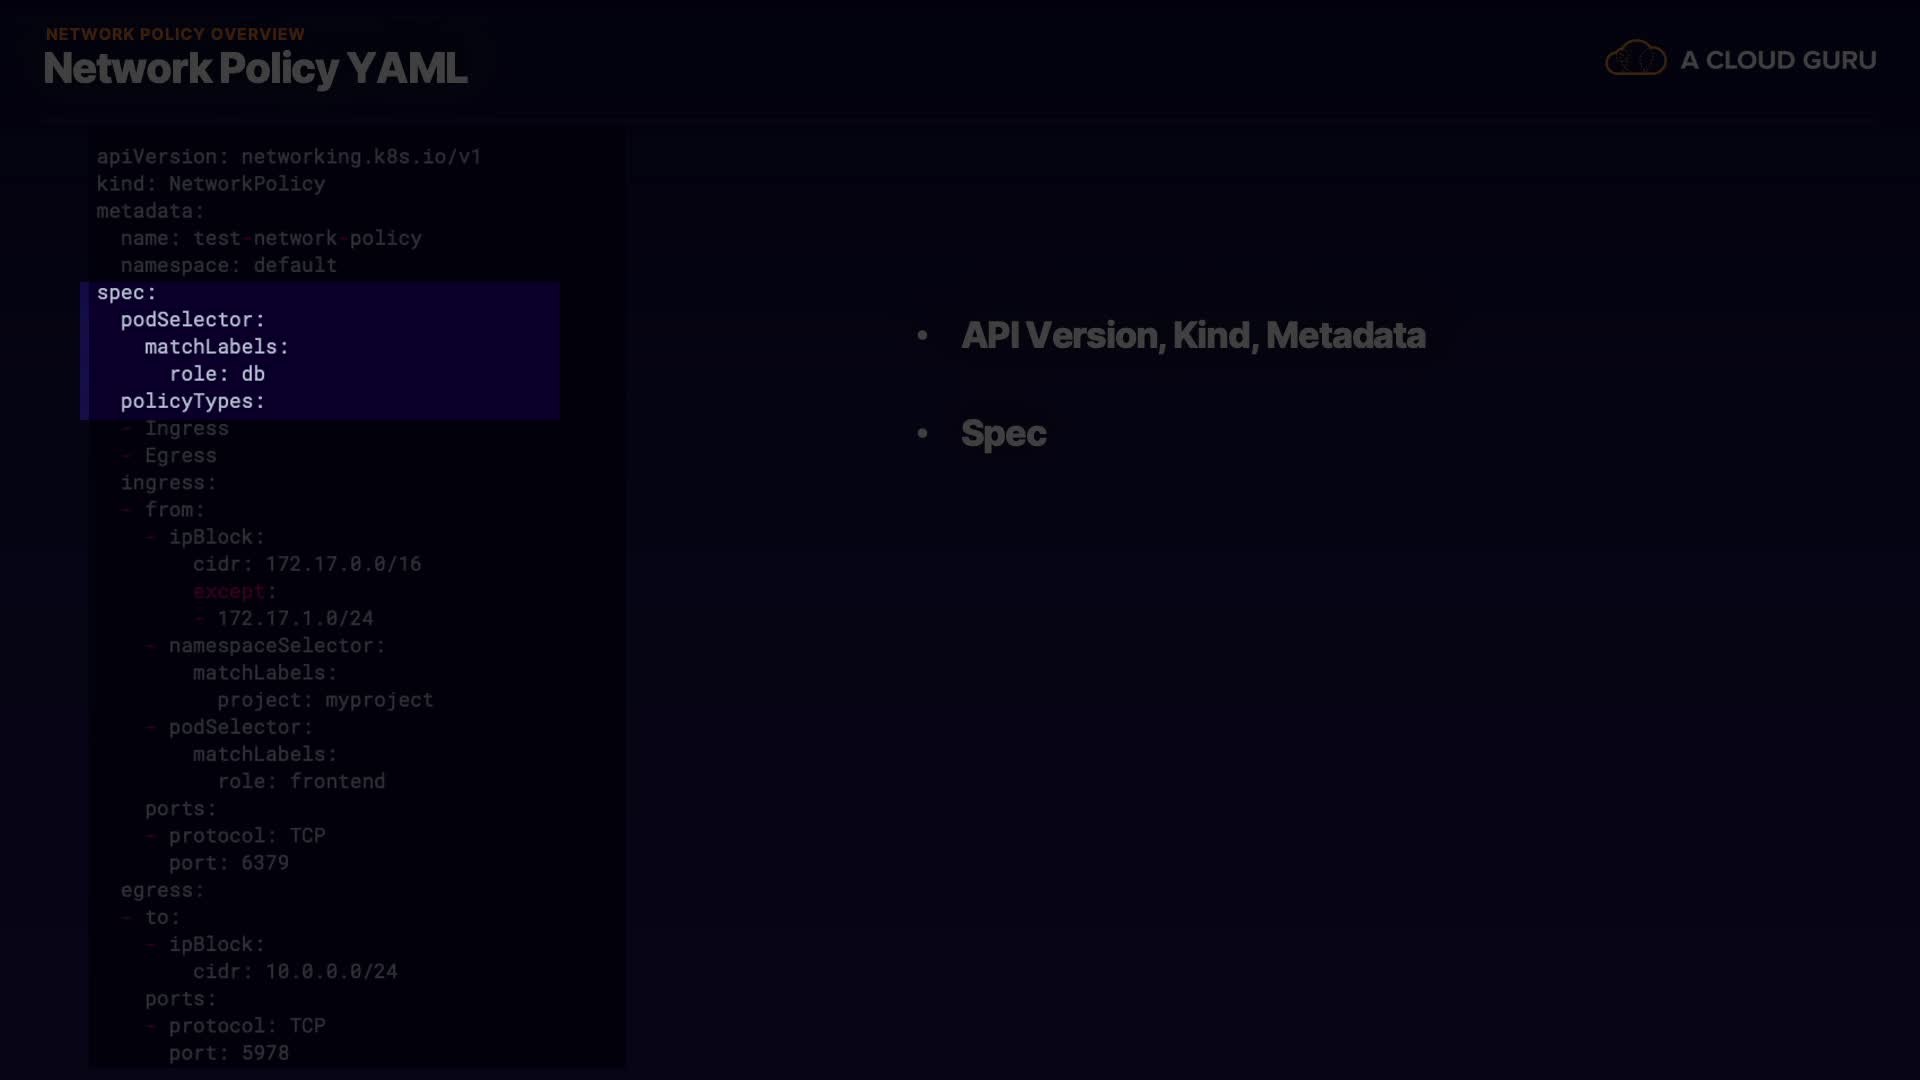 NETWORK POLICY OVERVIEW
Network Policy YAML
A CLOUD GURU
apiVersion: networking.k8s.io/v1
kind: NetworkPolicy
metadata:
  name: test-network-policy
  namespace: default
spec:
  podSelector:
    matchLabels:
      role: db
  policyTypes:
  - Ingress
  - Egress
  ingress:
  - from:
    - ipBlock:
        cidr: 172.17.0.0/16
        except:
        - 172.17.1.0/24
    - namespaceSelector:
        matchLabels:
          project: myproject
    - podSelector:
        matchLabels:
          role: frontend
    ports:
    - protocol: TCP
      port: 6379
  egress:
  - to:
    - ipBlock:
        cidr: 10.0.0.0/24
    ports:
    - protocol: TCP
      port: 5978
• API Version, Kind, Metadata
• Spec